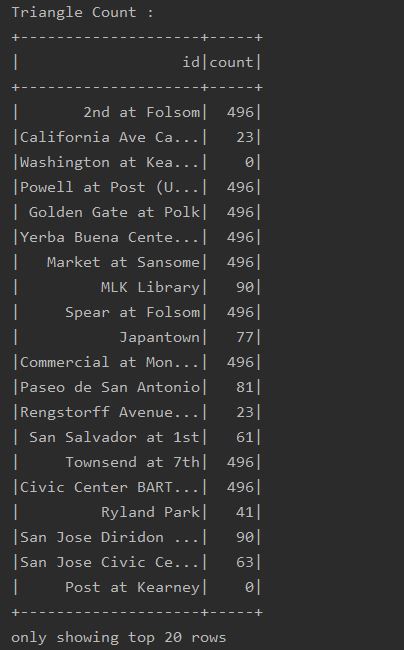 Triangle Count :
+--------------------+-----+
|                  id|count|
+--------------------+-----+
|       2nd at Folsom|  496|
|California Ave Ca...|   23|
|Washington at Kea...|    0|
|Powell at Post (U...|  496|
| Golden Gate at Polk|  496|
|Yerba Buena Cente...|  496|
|   Market at Sansome|  496|
|         MLK Library|   90|
|     Spear at Folsom|  496|
|           Japantown|   77|
|Commercial at Mon...|  496|
|Paseo de San Antonio|   81|
|Rengstorff Avenue...|   23|
| San Salvador at 1st|   61|
|     Townsend at 7th|  496|
|Civic Center BART...|  496|
|         Ryland Park|   41|
|San Jose Diridon ...|   90|
|San Jose Civic Ce...|   63|
|     Post at Kearney|    0|
+--------------------+-----+
only showing top 20 rows